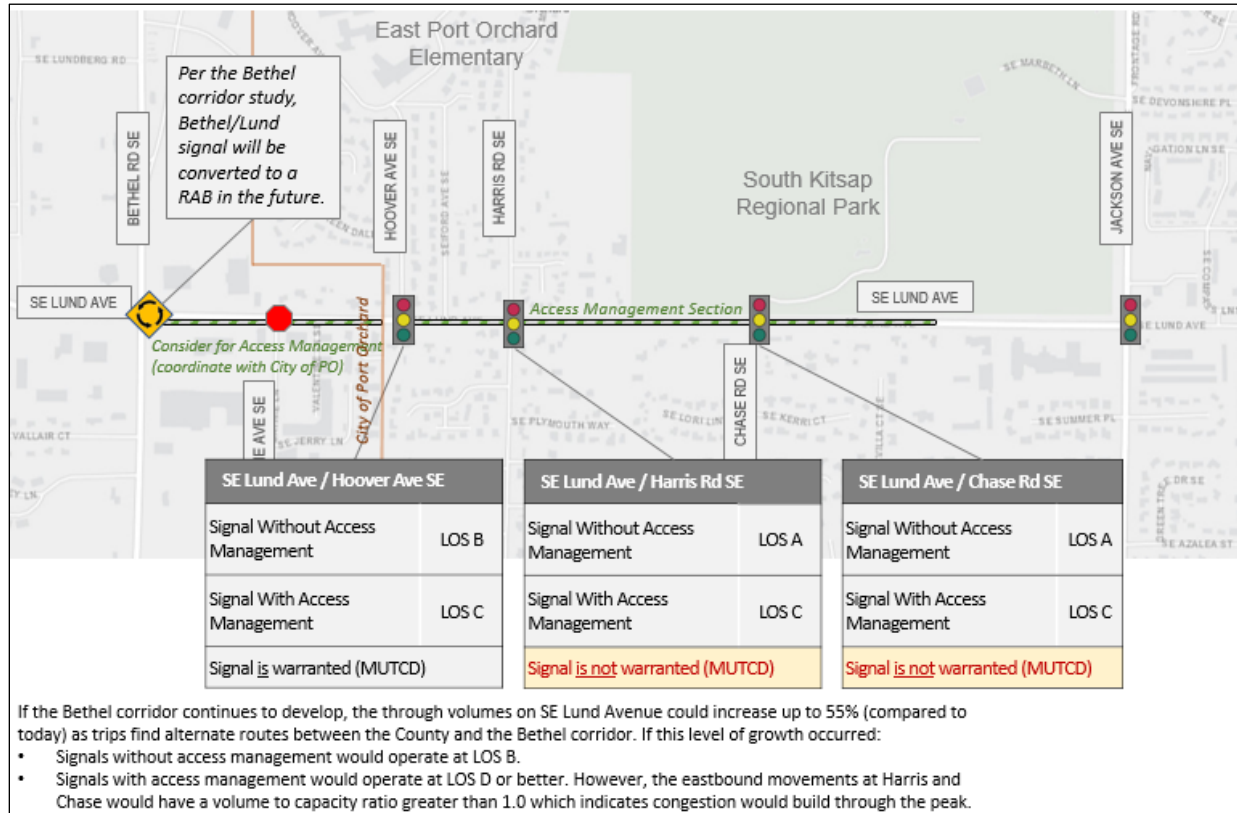 East Port Orchard
Elementary
SE LUNDBERG RD
Per the Bethel
corridor study,
Bethel/Lund
signal will be
converted to a
RAB in the future.
BETHEL RD SE
HOOVER AVE SE
HARRIS RD SE
SE MARBETH LN
FRONTAGE RD
SE DEVONSHIRE PL
GATION LN SE
JACKSON AVE SE
South Kitsap
Regional Park
SE LUND AVE
Access Management Section
SE LUND AVE
SE LUND AVE
Consider for Access Management
(coordinate with City of PO)
City of Port Orchard
CHASE RD SE
VALLAIR CT
SE JERRY LN
SE PLYMOUTH WAY
SE LORI LN
SE KERRI CT
SE SUMMER PL
SE AZALEA ST
SE Lund Ave / Hoover Ave SE
Signal Without Access
Management
LOS B
Signal With Access
Management
LOS C
Signal is warranted (MUTCD)
SE Lund Ave / Harris Rd SE
Signal Without Access
Management
LOS A
Signal With Access
Management
LOS C
Signal is not warranted (MUTCD)
SE Lund Ave / Chase Rd SE
Signal Without Access
Management
LOS A
Signal With Access
Management
LOS C
Signal is not warranted (MUTCD)
If the Bethel corridor continues to develop, the through volumes on SE Lund Avenue could increase up to 55% (compared to
today) as trips find alternate routes between the County and the Bethel corridor. If this level of growth occurred:
• Signals without access management would operate at LOS B.
• Signals with access management would operate at LOS D or better. However, the eastbound movements at Harris and
Chase would have a volume to capacity ratio greater than 1.0 which indicates congestion would build through the peak.